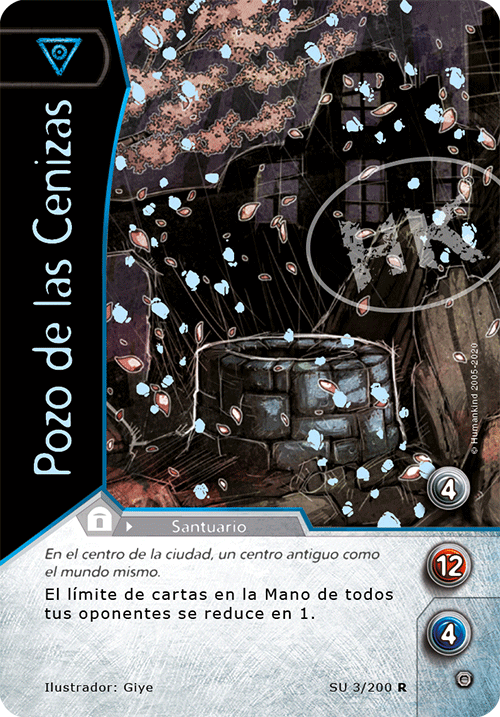 Pozo de las Cenizas
HK
© Humankind 2005-2020
4
Santuario
En el centro de la ciudad, un centro antiguo como
el mundo mismo.
El límite de cartas en la Mano de todos
tus oponentes se reduce en 1.
12
4
Ilustrador: Giye
SU 3/200 R